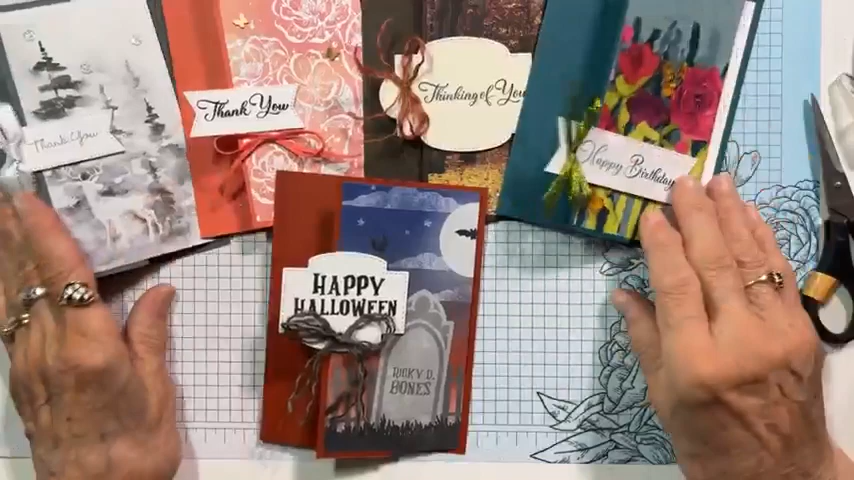 Thank You
Thank You
Thinking of You
Happy Birthday
HAPPY
HALLOWEEN
RICKY D.
BONES